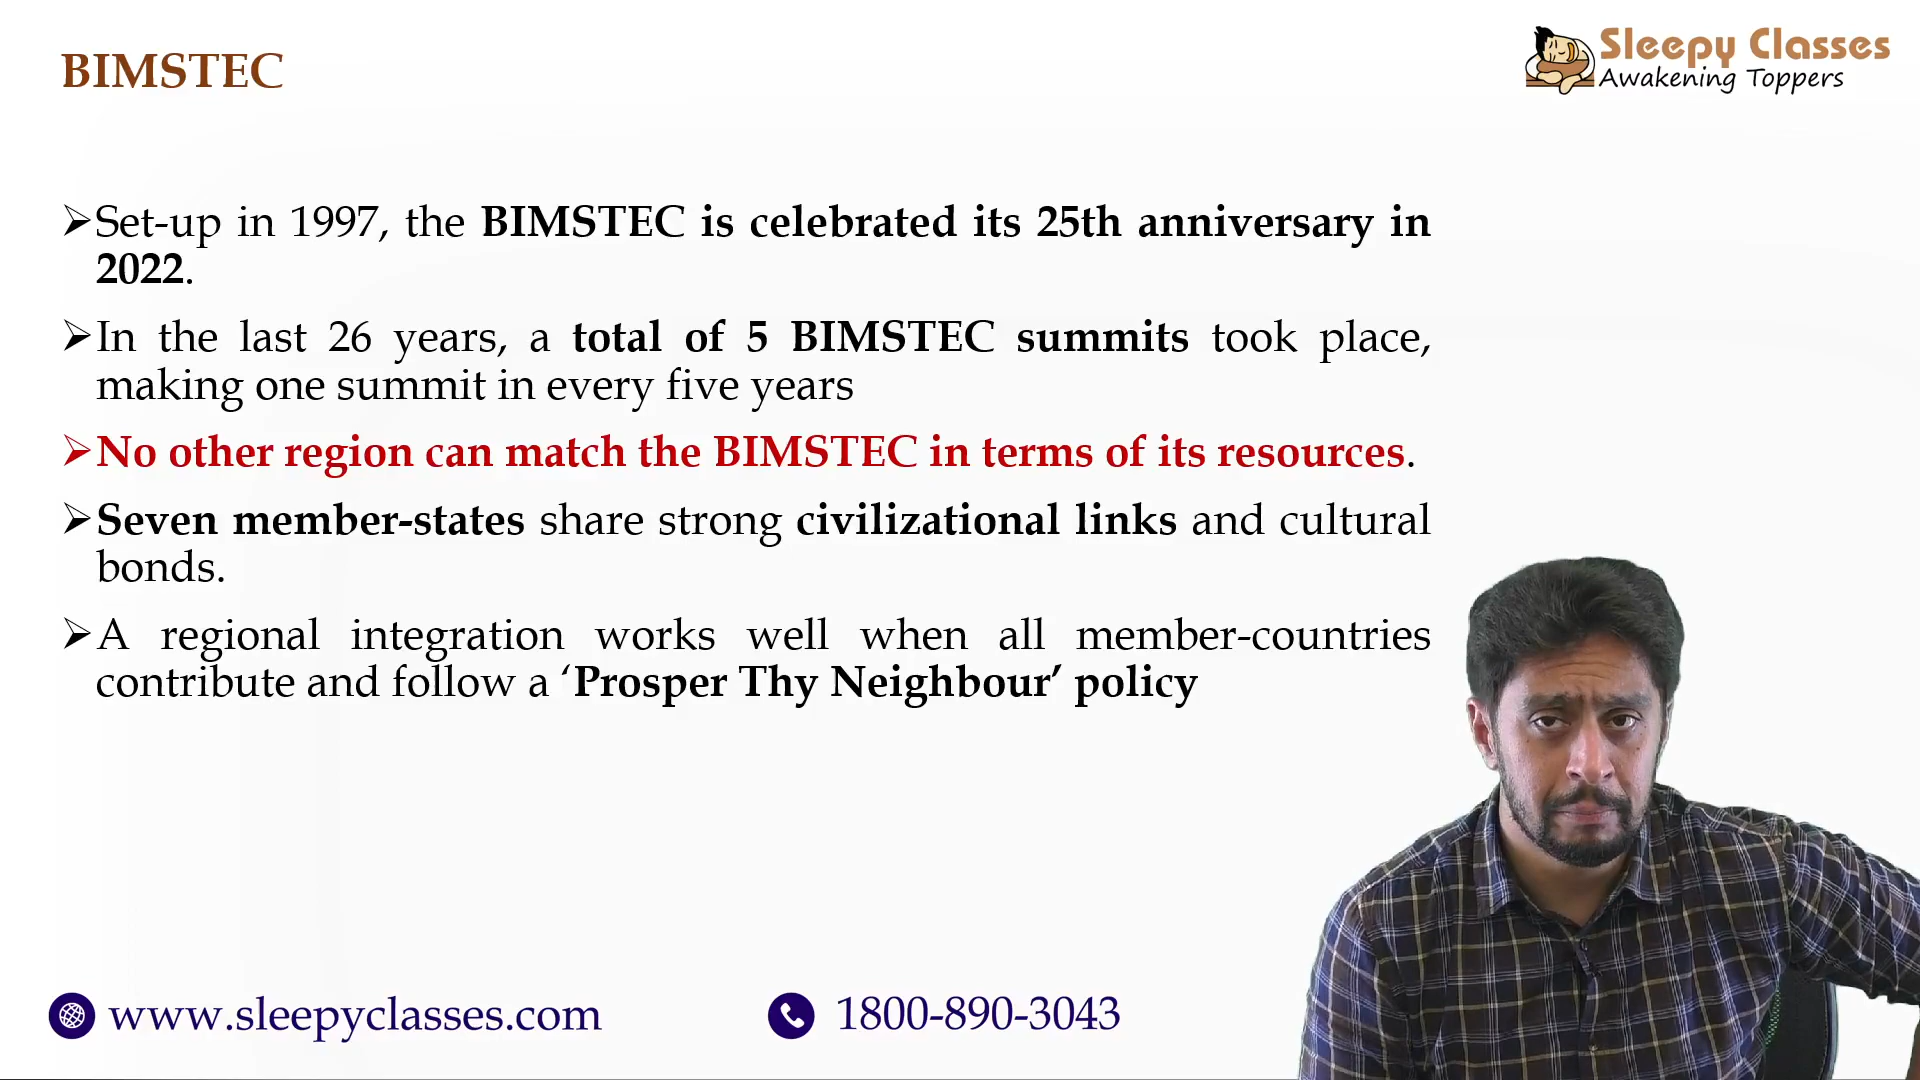 BIMSTEC
Sleepy Classes
Awakening Toppers
➢Set-up in 1997, the BIMSTEC is celebrated its 25th anniversary in
2022.
➢In the last 26 years, a total of 5 BIMSTEC summits took place,
making one summit in every five years
➢No other region can match the BIMSTEC in terms of its resources.
➢Seven member-states share strong civilizational links and cultural
bonds.
➢A regional integration works well when all member-countries
contribute and follow a ‘Prosper Thy Neighbour’ policy
www.sleepyclasses.com
1800-890-3043